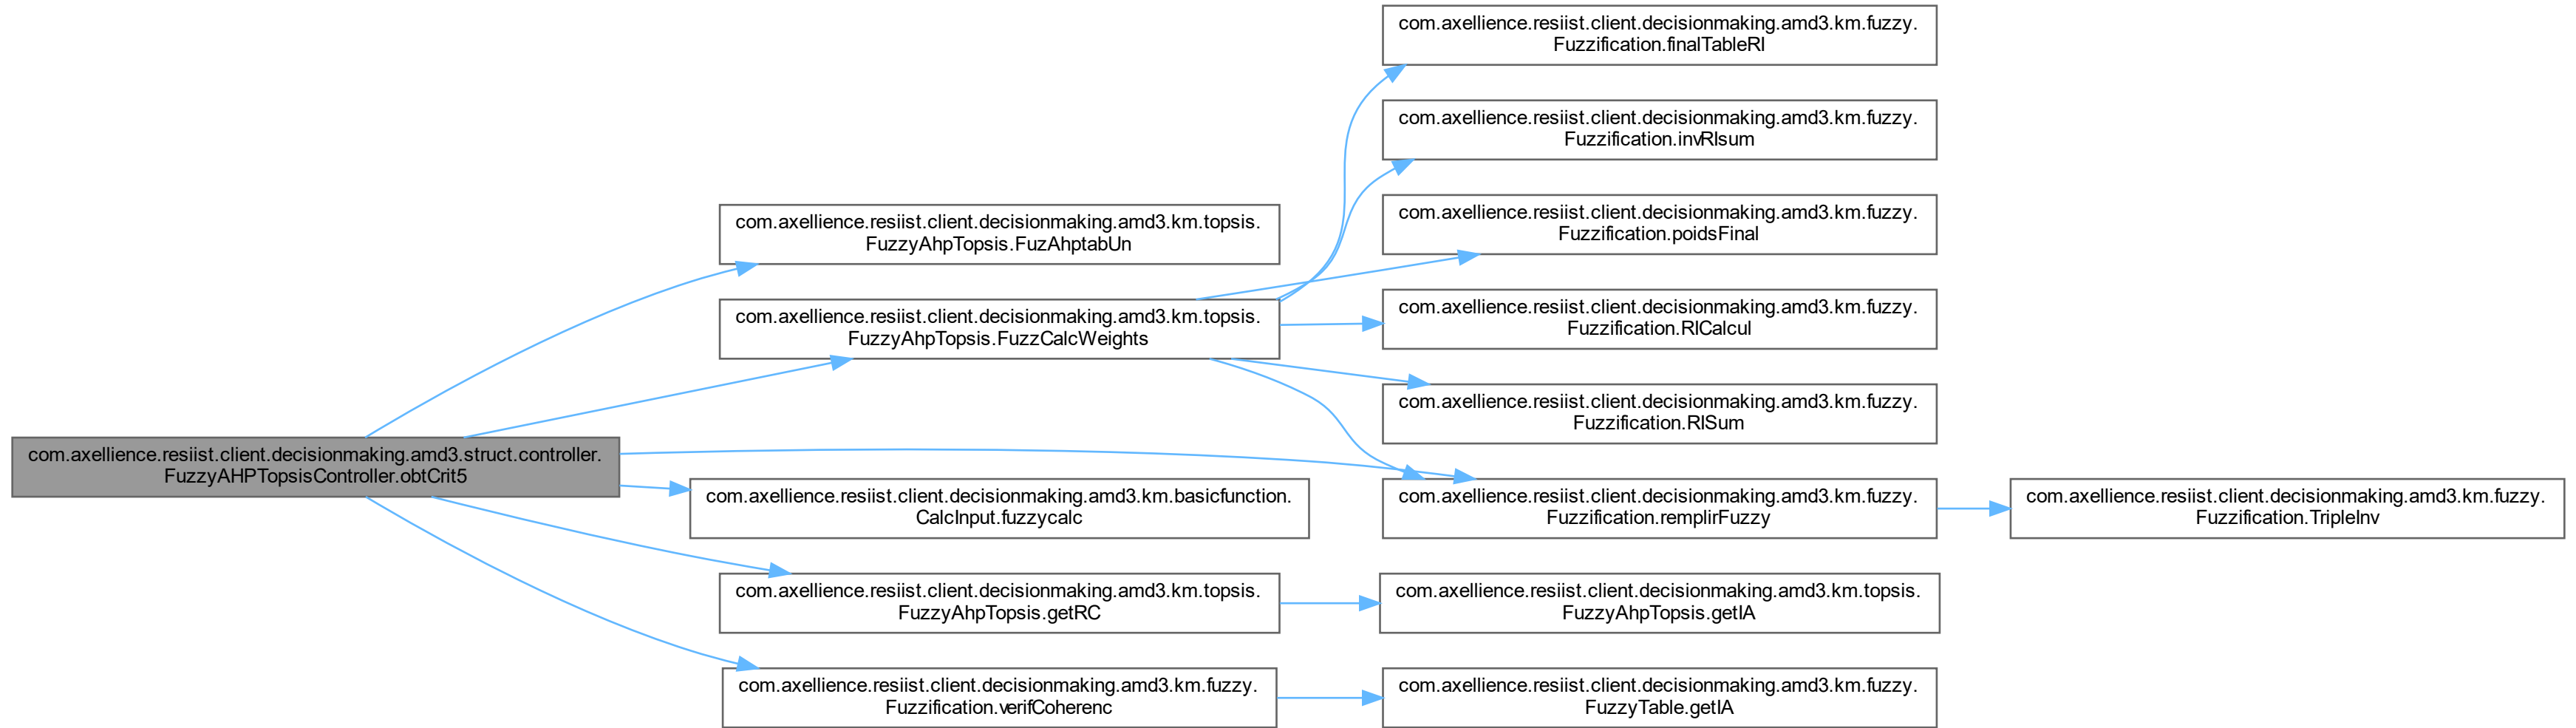 com.axellience.resiist.client.decisionmaking.amd3.struct.controller.
FuzzyAHPTopsisController.obtCrit5
com.axellience.resiist.client.decisionmaking.amd3.km.topsis.
FuzzyAhpTopsis.FuzAhptabUn
com.axellience.resiist.client.decisionmaking.amd3.km.topsis.
FuzzyAhpTopsis.FuzzCalcWeights
com.axellience.resiist.client.decisionmaking.amd3.km.basicfunction.
CalcInput.fuzzycalc
com.axellience.resiist.client.decisionmaking.amd3.km.topsis.
FuzzyAhpTopsis.getRC
com.axellience.resiist.client.decisionmaking.amd3.km.fuzzy.
Fuzzification.verifCoherenc
com.axellience.resiist.client.decisionmaking.amd3.km.fuzzy.
Fuzzification.finalTableRI
com.axellience.resiist.client.decisionmaking.amd3.km.fuzzy.
Fuzzification.invRIsum
com.axellience.resiist.client.decisionmaking.amd3.km.fuzzy.
Fuzzification.poidsFinal
com.axellience.resiist.client.decisionmaking.amd3.km.fuzzy.
Fuzzification.RICalcul
com.axellience.resiist.client.decisionmaking.amd3.km.fuzzy.
Fuzzification.RISum
com.axellience.resiist.client.decisionmaking.amd3.km.fuzzy.
Fuzzification.remplirFuzzy
com.axellience.resiist.client.decisionmaking.amd3.km.topsis.
FuzzyAhpTopsis.getIA
com.axellience.resiist.client.decisionmaking.amd3.km.fuzzy.
FuzzyTable.getIA
com.axellience.resiist.client.decisionmaking.amd3.km.fuzzy.
Fuzzification.TripleInv